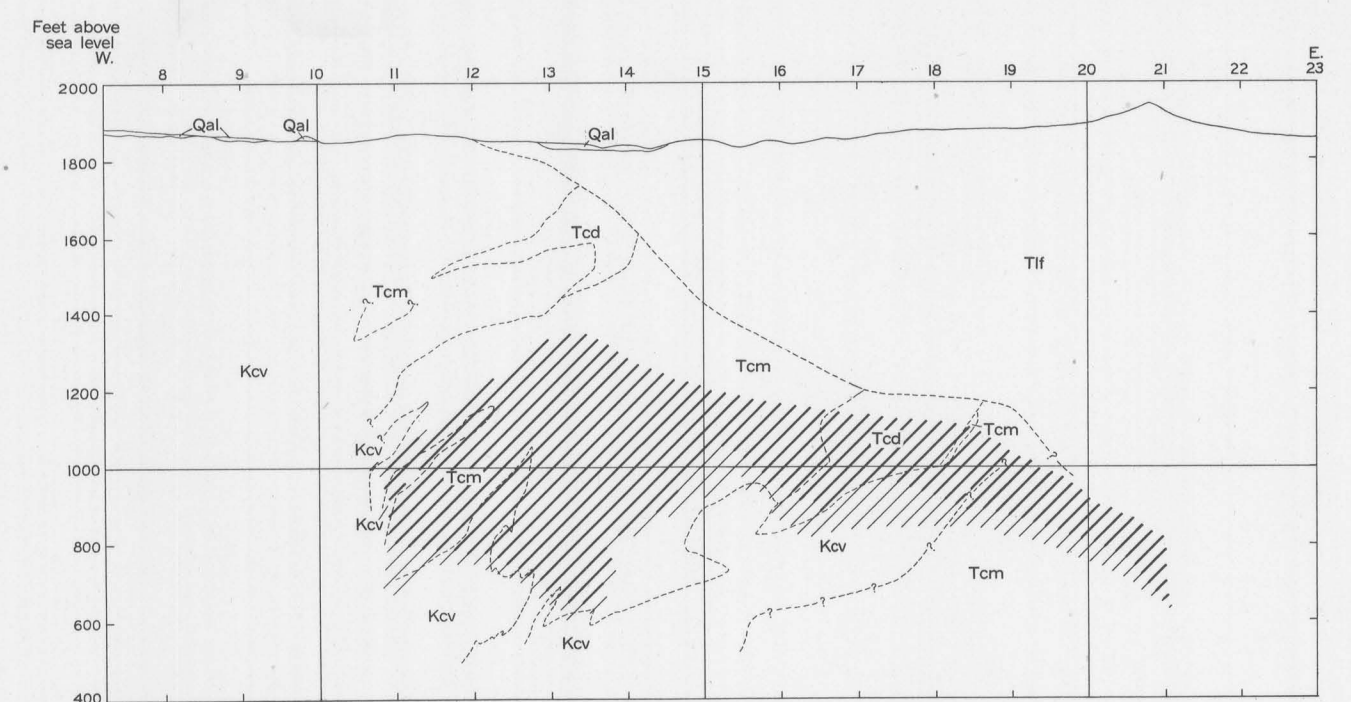 Feet above
sea level
W.
E.
8 9 10 11 12 13 14 15 16 17 18 19 20 21 22 23
2000
Qal
Qal
Qal
1800
Tcd
1600
Tlf
Tcm
1400
Tcm
Kcv
1200
Tcm
Tcd
Kcv
1000
Tcm
Kcv
Kcv
800
Tcm
Kcv
600
Kcv
400